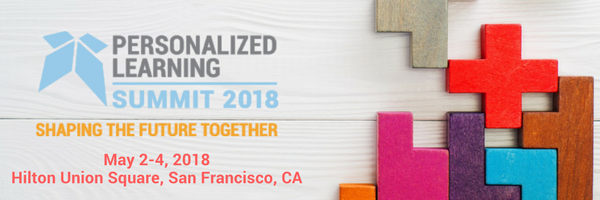 PERSONALIZED
LEARNING
SUMMIT 2018
SHAPING THE FUTURE TOGETHER
May 2-4, 2018
Hilton Union Square, San Francisco, CA